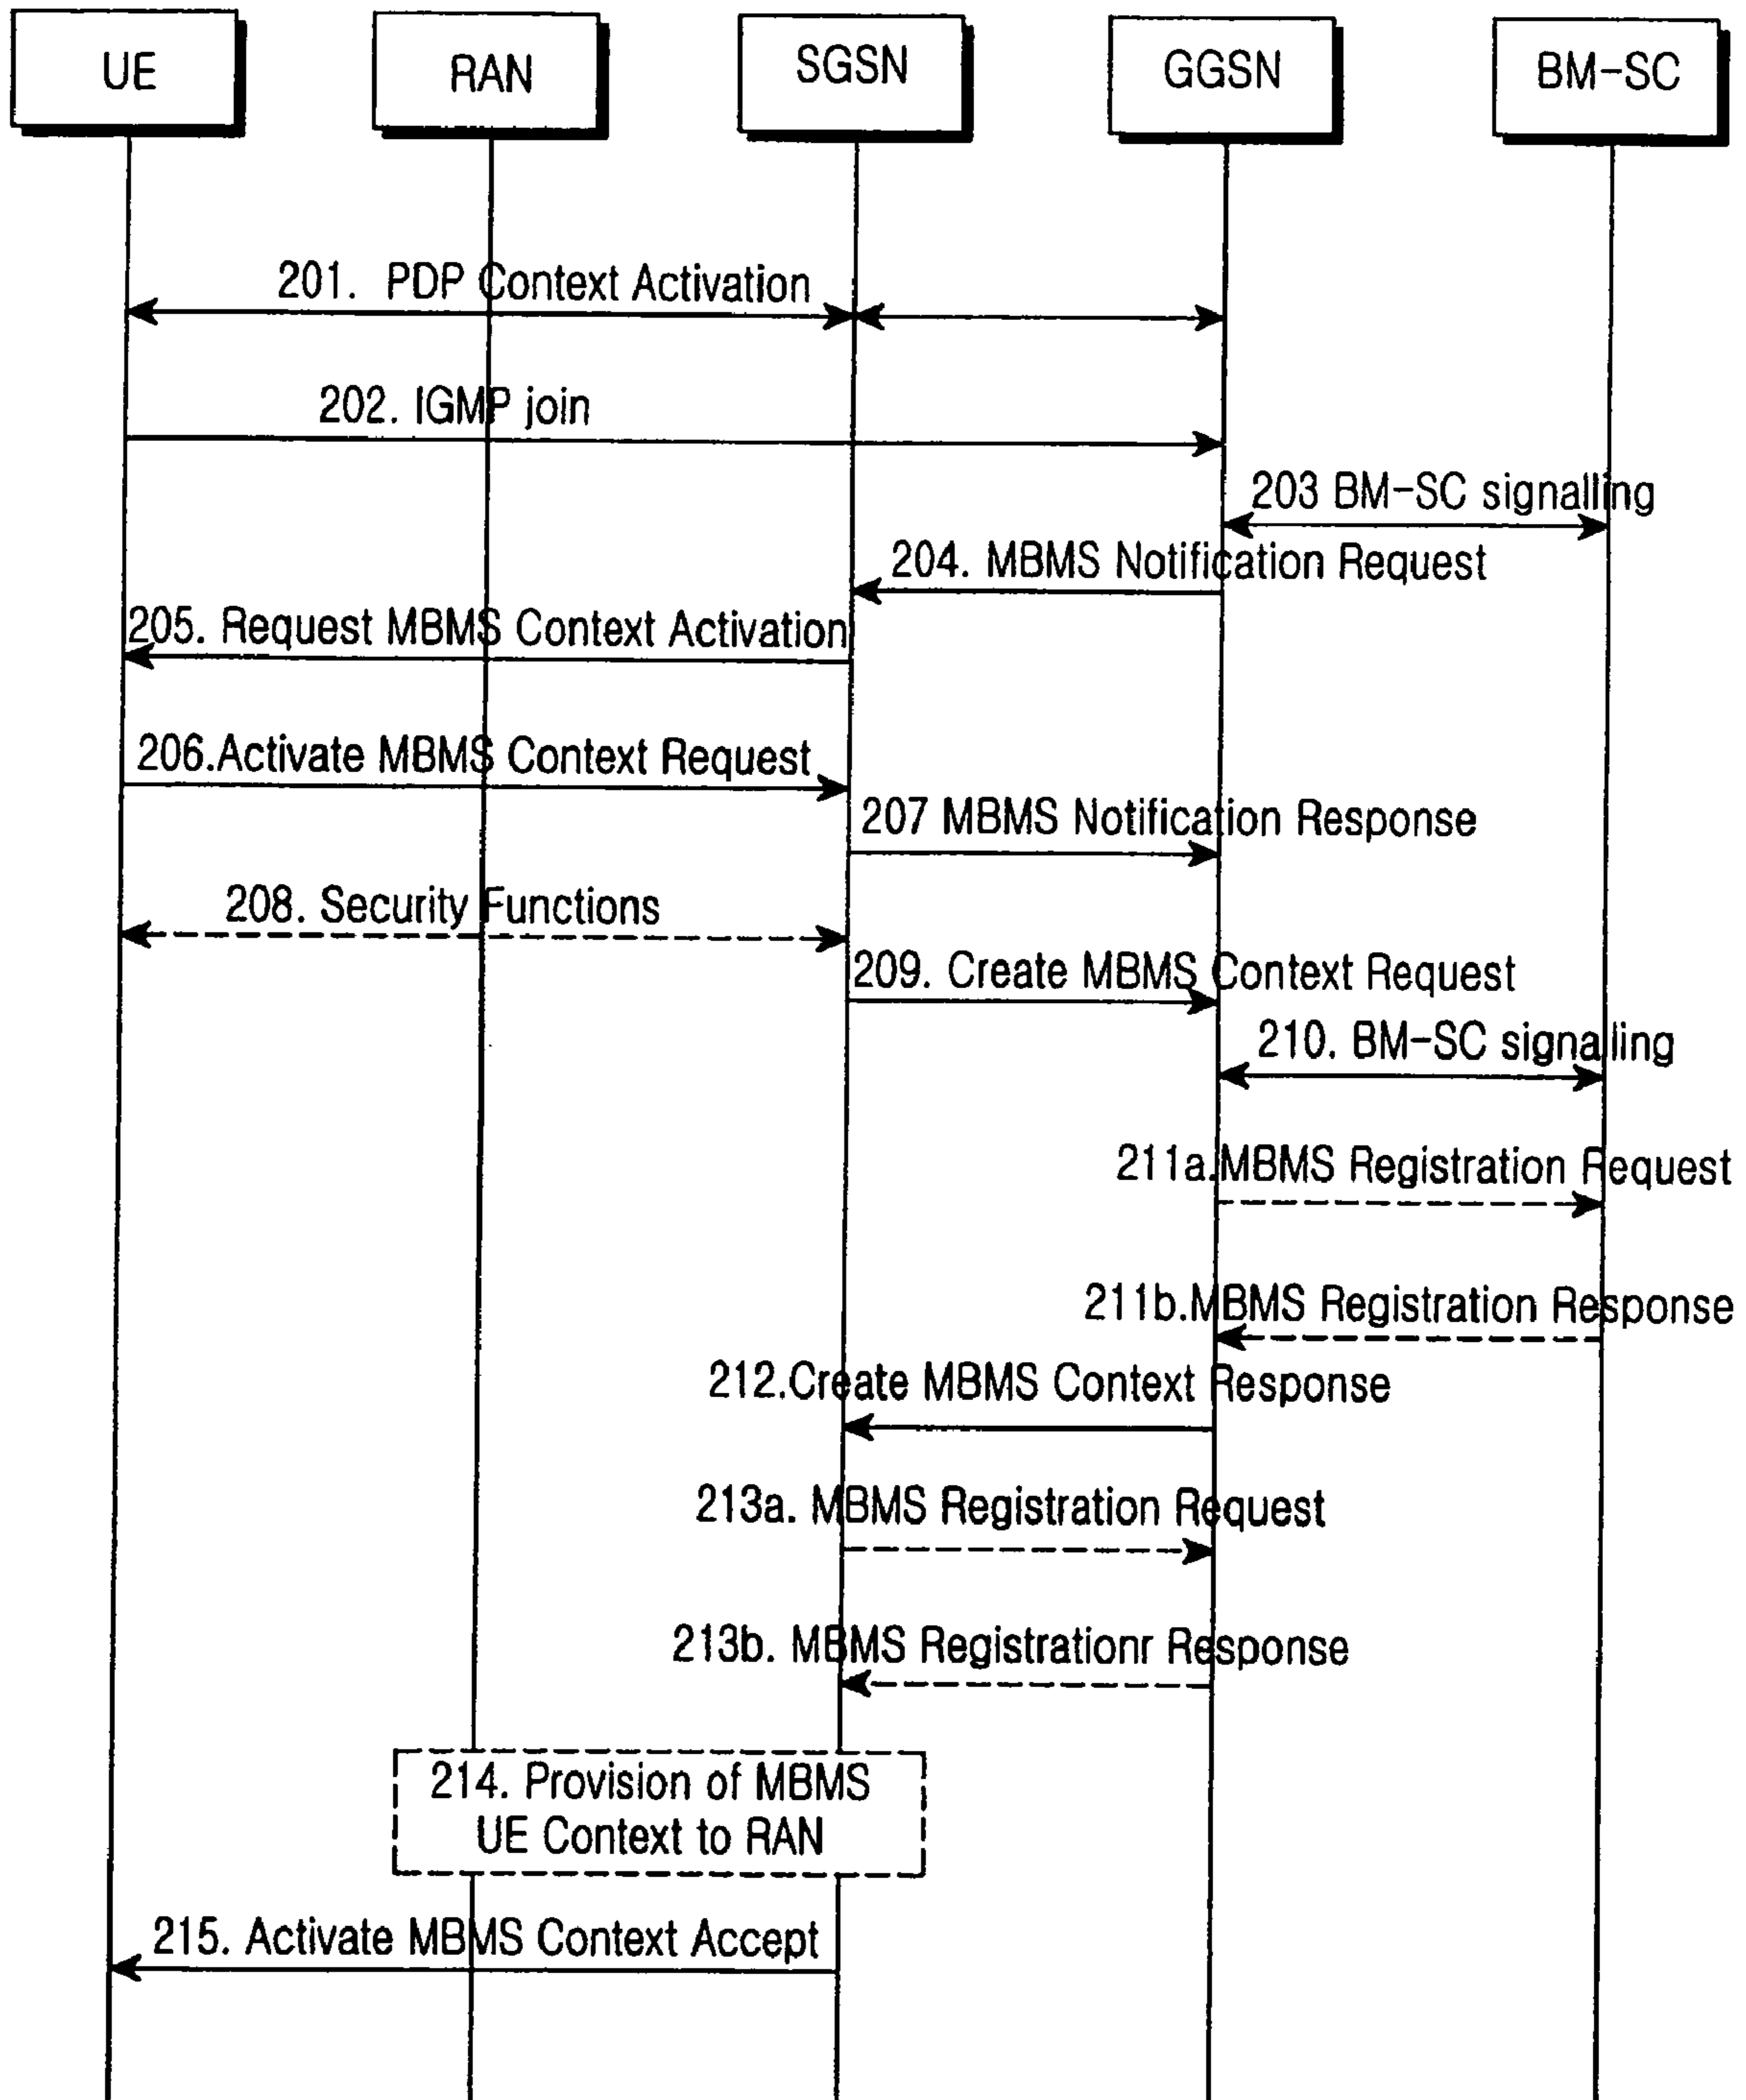 UE RAN SGSN GGSN BM-SC
201. PDP Context Activation
202. IGMP join
203 BM-SC signalling
204. MBMS Notification Request
205. Request MBMS Context Activation
206.Activate MBMS Context Request
207 MBMS Notification Response
208. Security Functions
209. Create MBMS Context Request
210. BM-SC signalling
211a.MBMS Registration Request
211b.MBMS Registration Response
212.Create MBMS Context Response
213a. MBMS Registration Request
213b. MBMS Registrationr Response
214. Provision of MBMS
UE Context to RAN
215. Activate MBMS Context Accept